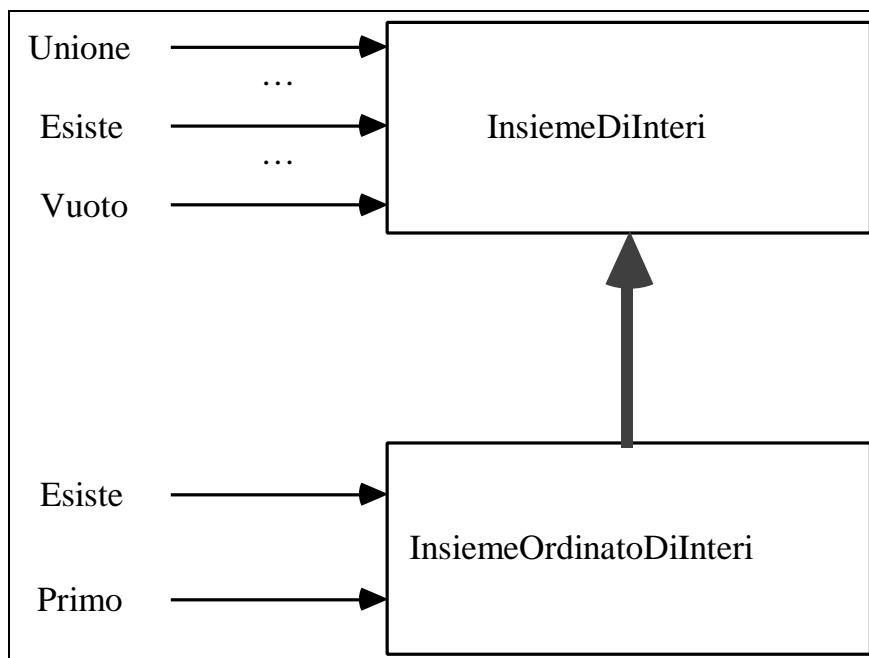 Unione
…
Esiste
InsiemeDiInteri
…
Vuoto
Esiste
InsiemeOrdinatoDiInteri
Primo